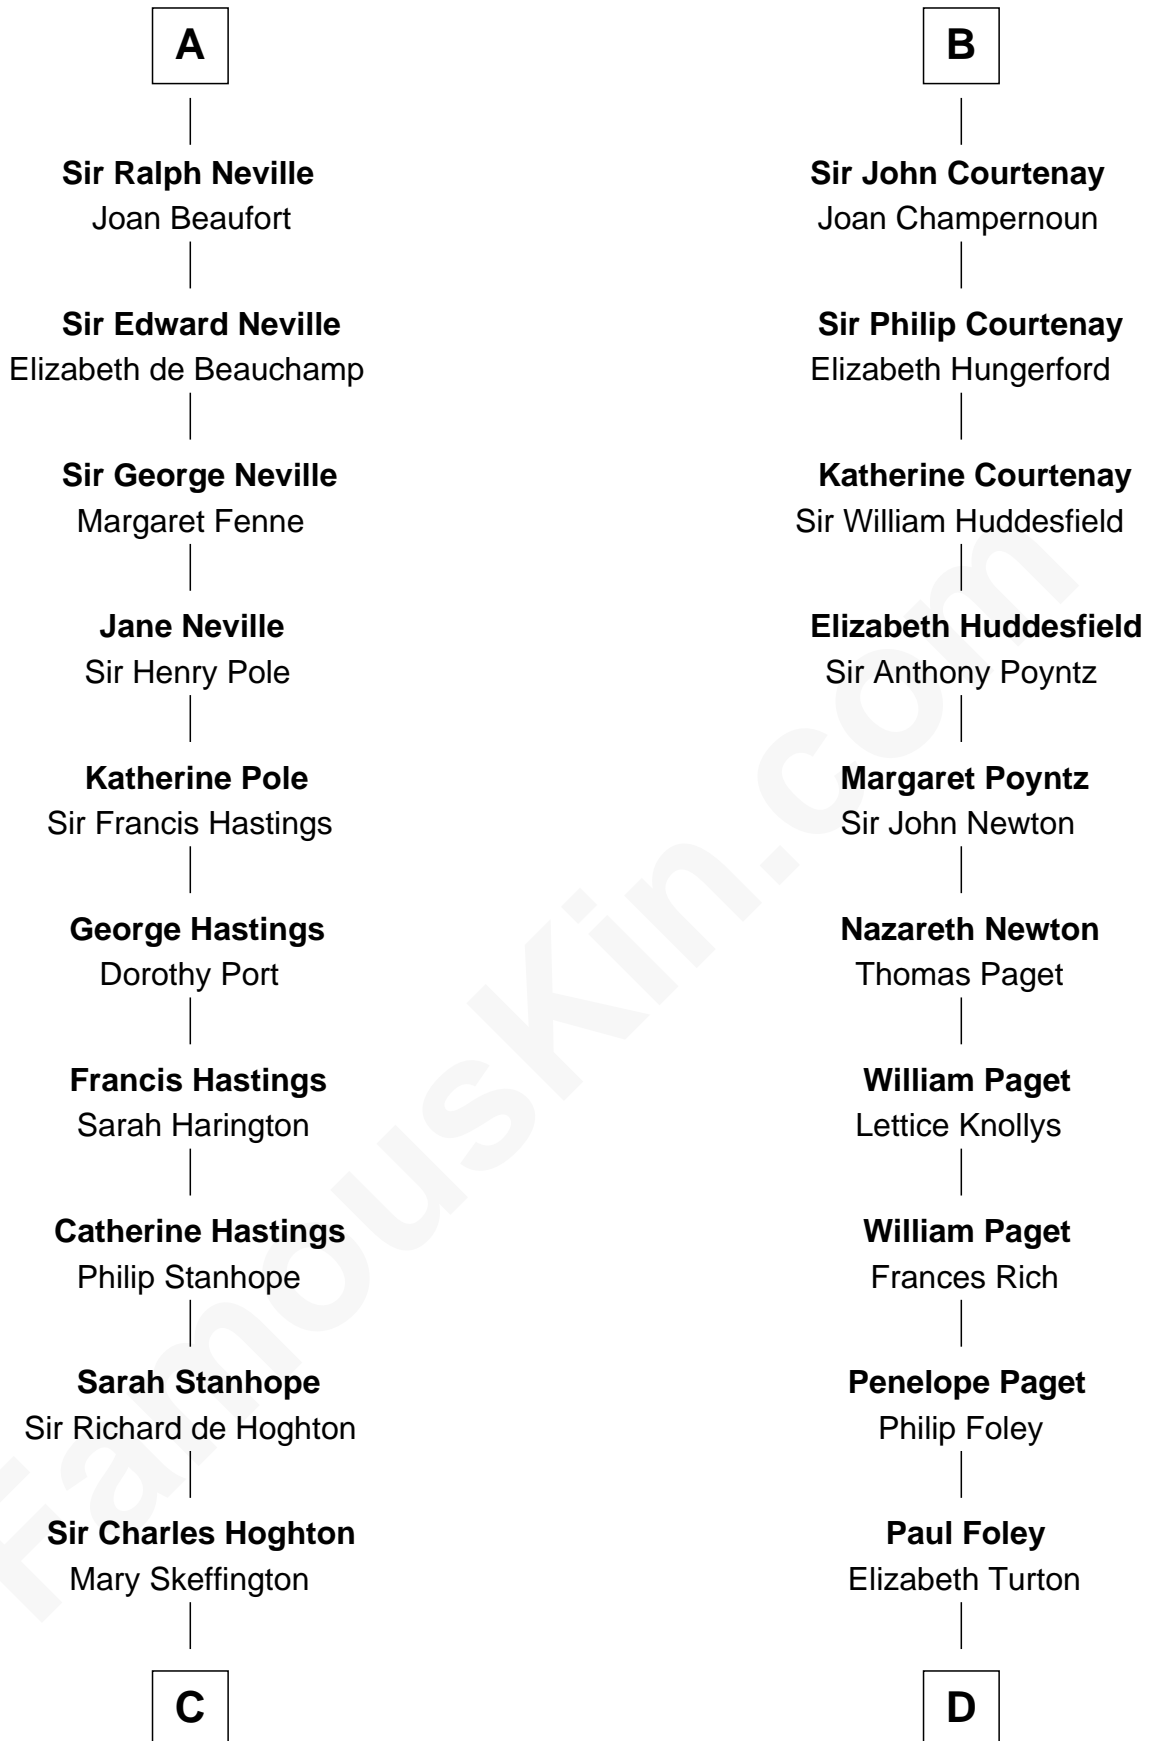 A
Sir Ralph Neville
Joan Beaufort
Sir Edward Neville
Elizabeth de Beauchamp
Sir George Neville
Margaret Fenne
Jane Neville
Sir Henry Pole
Katherine Pole
Sir Francis Hastings
George Hastings
Dorothy Port
Francis Hastings
Sarah Harington
Catherine Hastings
Philip Stanhope
Sarah Stanhope
Sir Richard de Hoghton
Sir Charles Hoghton
Mary Skeffington
C
B
Sir John Courtenay
Joan Champernoun
Sir Philip Courtenay
Elizabeth Hungerford
Katherine Courtenay
Sir William Huddesfield
Elizabeth Huddesfield
Sir Anthony Poyntz
Margaret Poyntz
Sir John Newton
Nazareth Newton
Thomas Paget
William Paget
Lettice Knollys
William Paget
Frances Rich
Penelope Paget
Philip Foley
Paul Foley
Elizabeth Turton
D
FamousKin.com